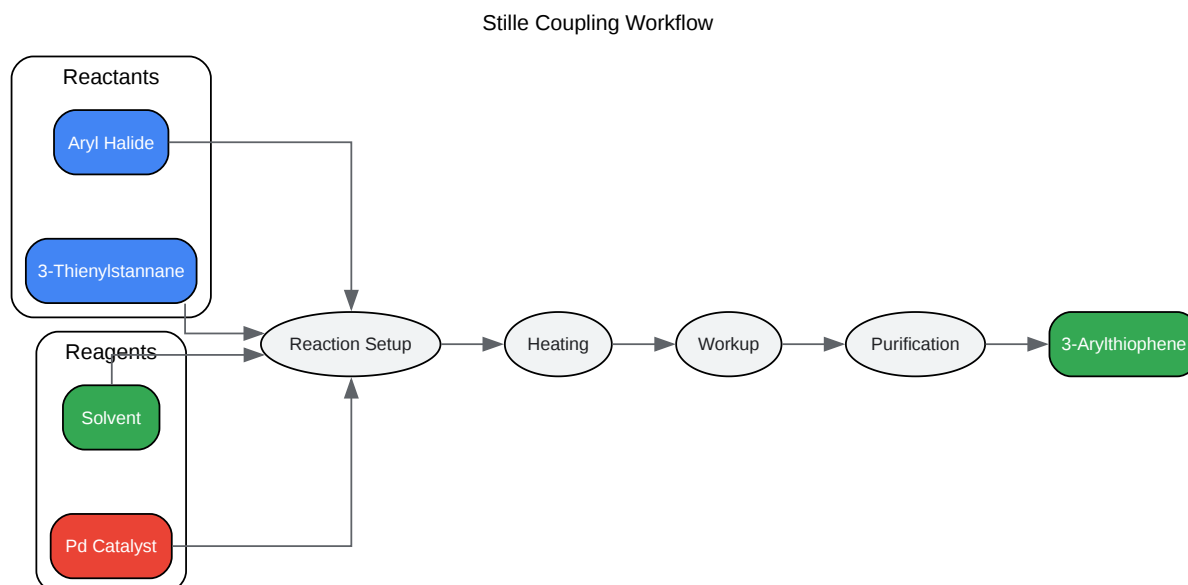 Stille Coupling Workflow
Reactants
Aryl Halide
3-Thienylstannane
Reagents
Solvent
Pd Catalyst
Reaction Setup
Heating
Workup
Purification
3-Arylthiophene